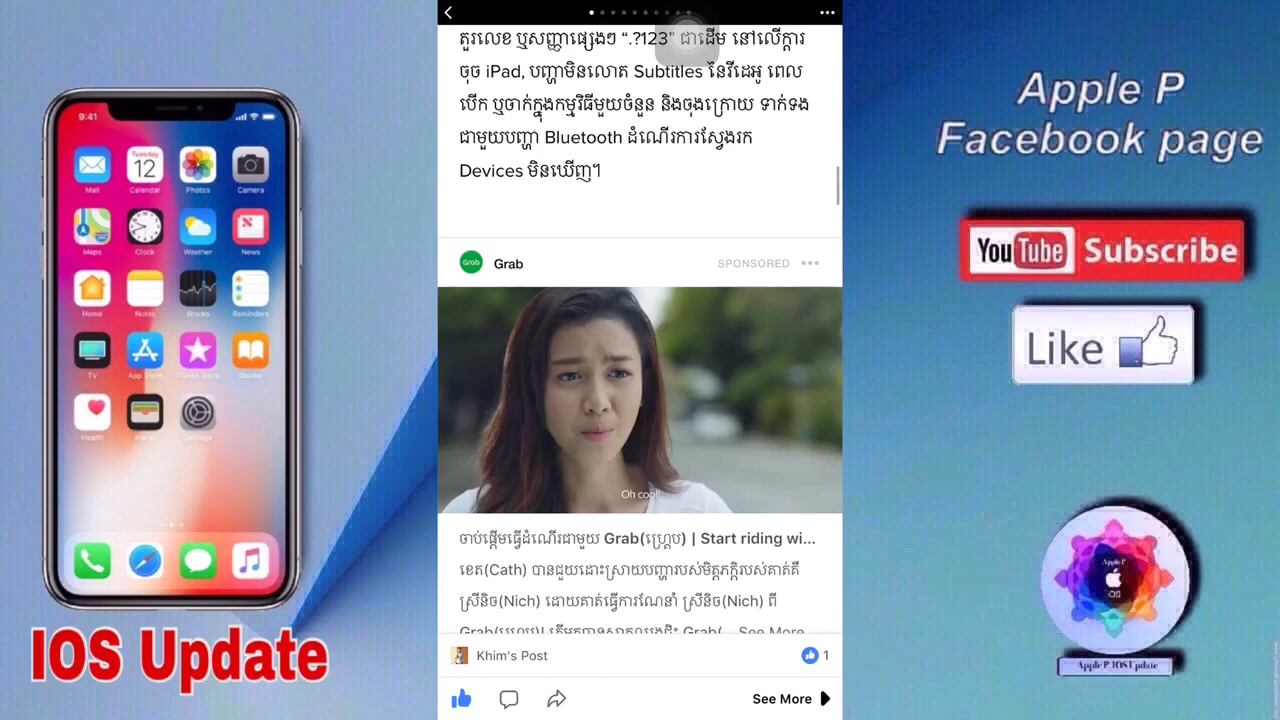 9:41
Mail
Tuesday
12
Calendar
Photos
Camera
Maps
Clock
Weather
News
Home
Notes
Stocks
Reminders
TV
App Store
iTunes Store
iBooks
Health
Wallet
Settings
IOS Update
តួរលេខ ឬសញ្ញាផ្សេងៗ “.?123” ជាដើម នៅលើក្តារ
ចុច iPad, បញ្ហាមិនលោត Subtitles នៃវីដេអូ ពេល
បើក ឬចាក់ក្នុងកម្មវិធីមួយចំនួន និងចុងក្រោយ ទាក់ទង
ជាមួយបញ្ហា Bluetooth ដំណើរការស្វែងរក
Devices មិនឃើញ។
Grab
Grab
SPONSORED
Oh cool!
ចាប់ផ្តើមធ្វើដំណើរជាមួយ Grab(ហ្គ្រេប) | Start riding wi...
ខេត(Cath) បានជួយដោះស្រាយបញ្ហារបស់មិត្តភក្តិរបស់គាត់គឺ
ស្រីនិច(Nich) ដោយគាត់ធ្វើការណែនាំ ស្រីនិច(Nich) ពី
See More
Khim's Post
1
See More
Apple P
Facebook page
YouTube Subscribe
Like
Apple P
iOS
Apple P IOS Update